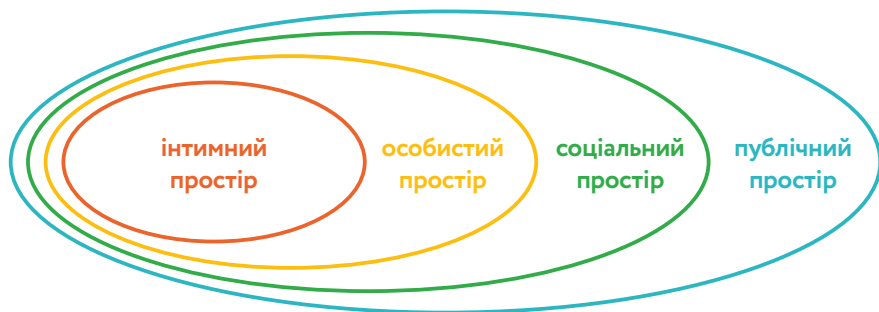 інтимний
простір
особистий
простір
соціальний
простір
публічний
простір